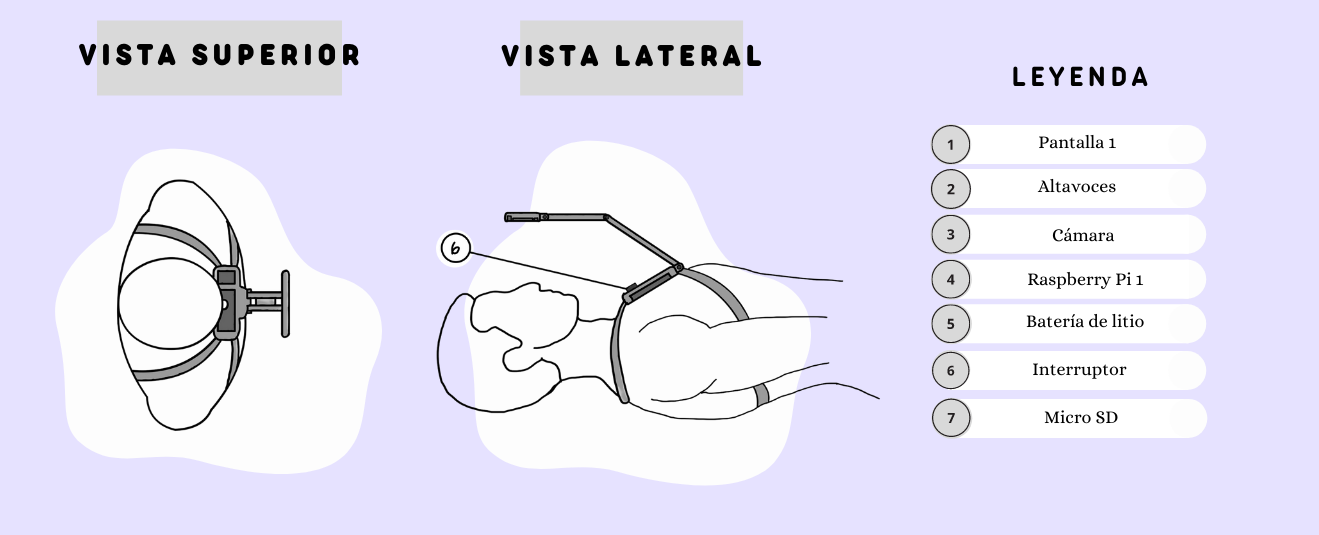 VISTA SUPERIOR
VISTA LATERAL
6
LEYENDA
1 Pantalla 1
2 Altavoces
3 Cámara
4 Raspberry Pi 1
5 Batería de litio
6 Interruptor
7 Micro SD